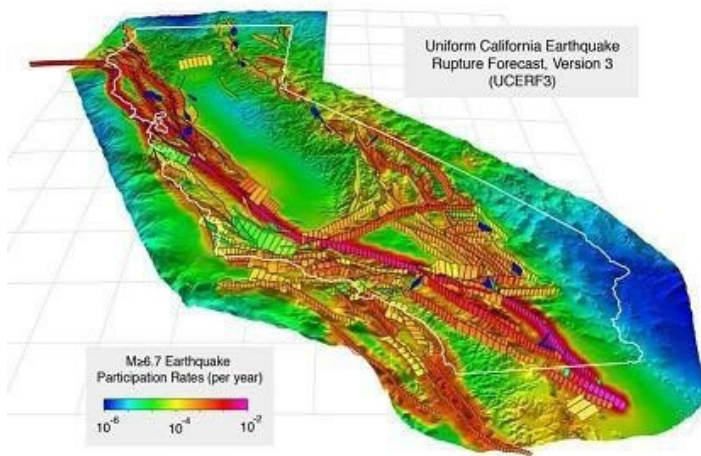 Uniform California Earthquake
Rupture Forecast, Version 3
(UCERF3)
M≥6.7 Earthquake
Participation Rates (per year)
10⁻⁶ 10⁻⁴ 10⁻²